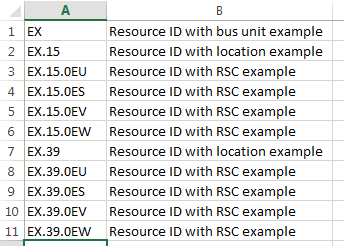 A B
1 EX Resource ID with bus unit example
2 EX.15 Resource ID with location example
3 EX.15.0EU Resource ID with RSC example
4 EX.15.0ES Resource ID with RSC example
5 EX.15.0EV Resource ID with RSC example
6 EX.15.0EW Resource ID with RSC example
7 EX.39 Resource ID with location example
8 EX.39.0EU Resource ID with RSC example
9 EX.39.0ES Resource ID with RSC example
10 EX.39.0EV Resource ID with RSC example
11 EX.39.0EW Resource ID with RSC example